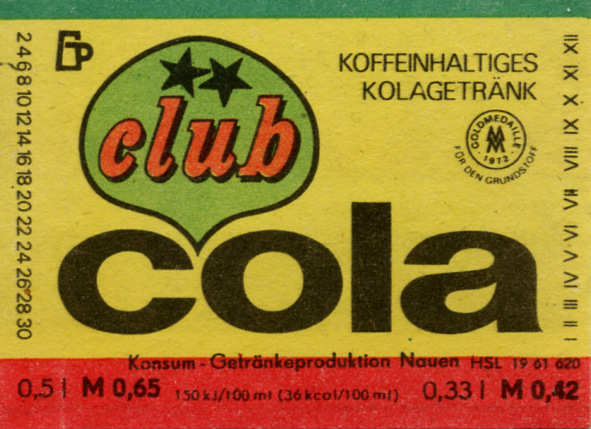 2 4 6 8 10 12 14 16 18 20 22 24 26 28 30
club
cola
KOFFEINHALTIGES
KOLAGETRÄNK
GOLDMEDAILLE
MM
· 1972 ·
FÜR DEN GRUNDSTOFF
I II III IV V VI VII VIII IX X XI XII
Konsum - Getränkeproduktion Nauen HSL 19 61 620
0,5 l M 0,65 150 kJ/100 ml (36 kcal/100 ml) 0,33 l M 0,42